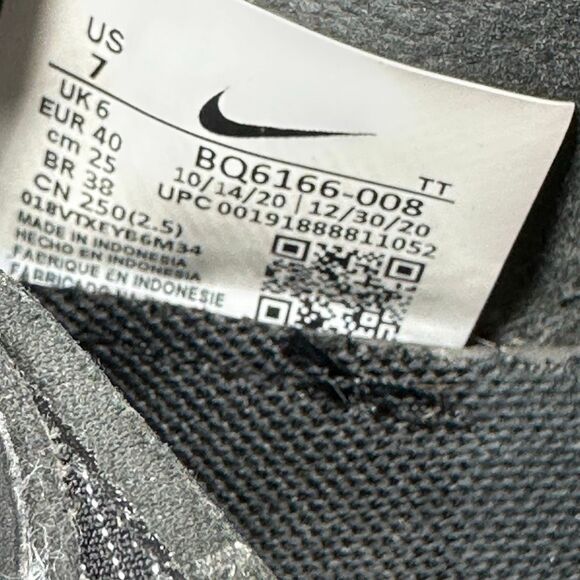 US
7
UK 6
EUR 40
cm 25
BR 38
CN 250(2.5)
018VTXEYB6M34
MADE IN INDONESIA
HECHO EN INDONESIA
FABRIQUE EN INDONESIE
FABRICADO
BQ6166-008 TT
10/14/20 | 12/30/20
UPC 00191888811052